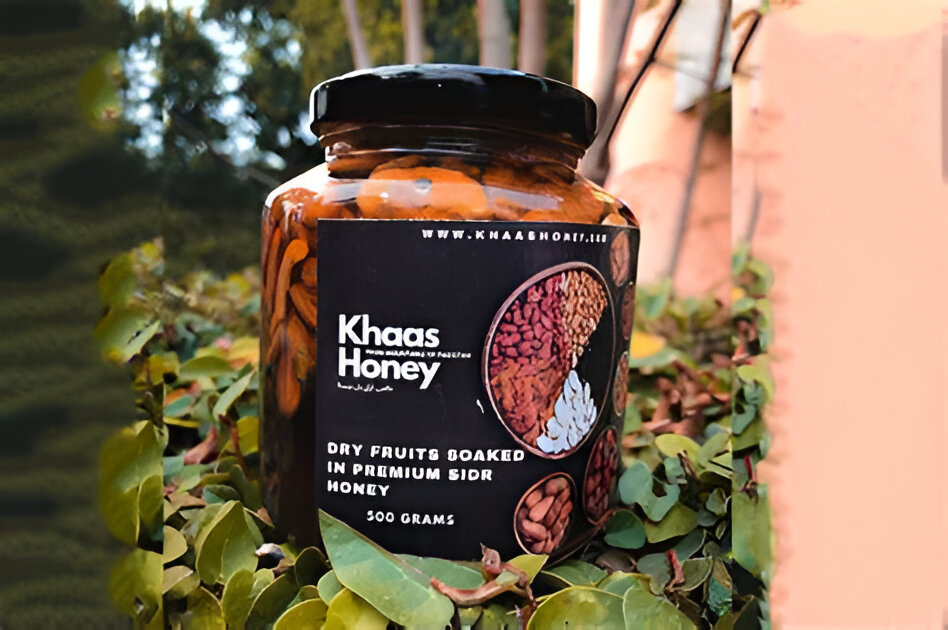 WWW.KHAASHONEY.
Khaas
Honey
DRY FRUITS SOAKED
IN PREMIUM SIDR
HONEY
500 GRAMS